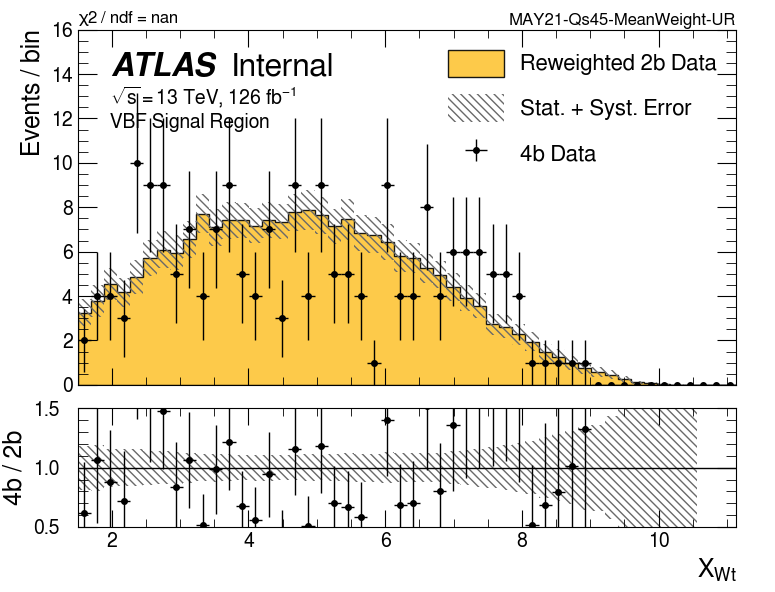 χ2 / ndf = nan
MAY21-Qs45-MeanWeight-UR
Events / bin
16
14
12
10
8
6
4
2
0
ATLAS Internal
√s = 13 TeV, 126 fb−1
VBF Signal Region
Reweighted 2b Data
Stat. + Syst. Error
4b Data
4b / 2b
1.5
1.0
0.5
2 4 6 8 10
XWt